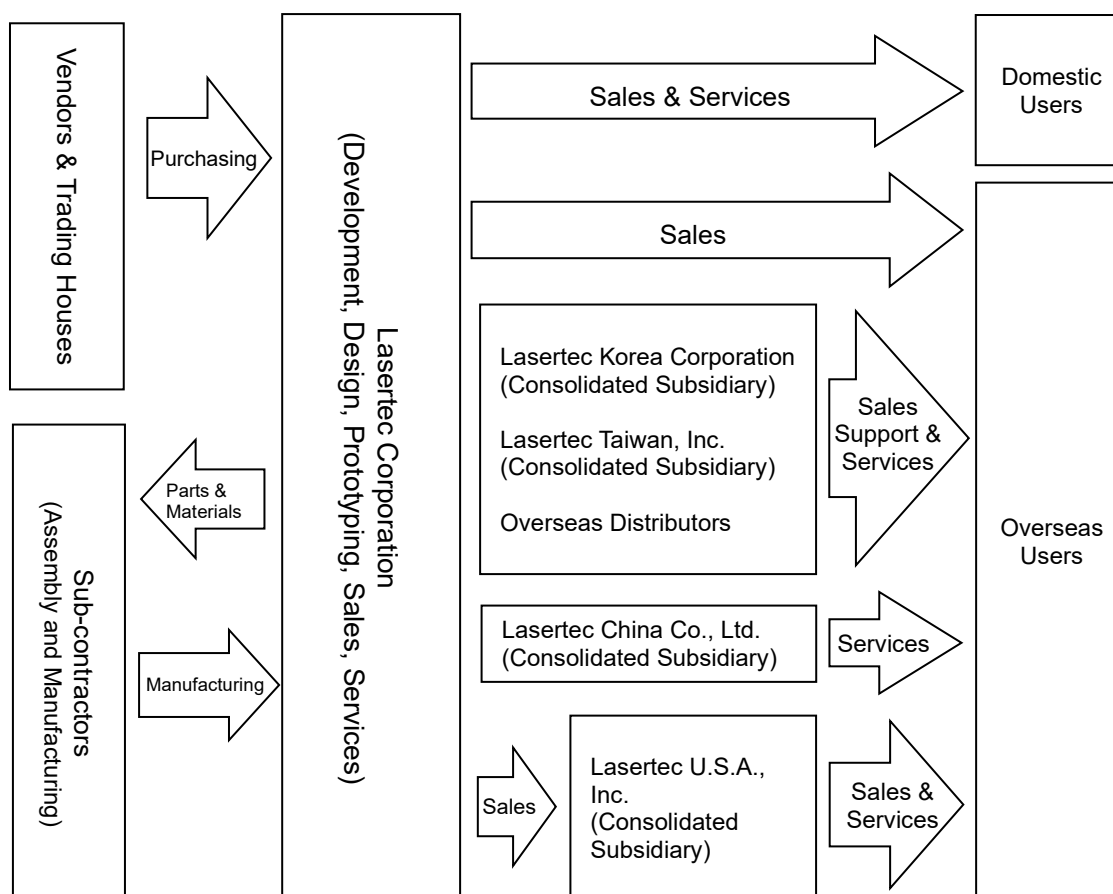 Vendors & Trading Houses
Purchasing
Parts &
Materials
Sub-contractors
(Assembly and Manufacturing)
Manufacturing
Lasertec Corporation
(Development, Design, Prototyping, Sales, Services)
Sales & Services
Domestic
Users
Sales
Lasertec Korea Corporation
(Consolidated Subsidiary)
Lasertec Taiwan, Inc.
(Consolidated Subsidiary)
Overseas Distributors
Sales
Support &
Services
Overseas
Users
Lasertec China Co., Ltd.
(Consolidated Subsidiary)
Services
Sales
Lasertec U.S.A.,
Inc.
(Consolidated
Subsidiary)
Sales &
Services